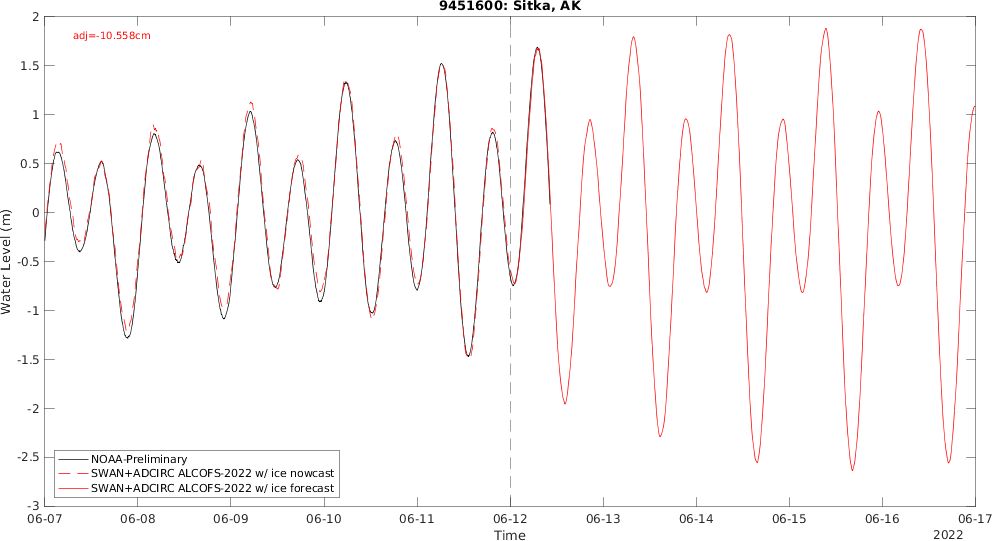 9451600: Sitka, AK
adj=-10.558cm
2
1.5
1
0.5
0
-0.5
-1
-1.5
-2
-2.5
-3
Water Level (m)
NOAA-Preliminary
SWAN+ADCIRC ALCOFS-2022 w/ ice nowcast
SWAN+ADCIRC ALCOFS-2022 w/ ice forecast
06-07 06-08 06-09 06-10 06-11 06-12 06-13 06-14 06-15 06-16 06-17
Time
2022